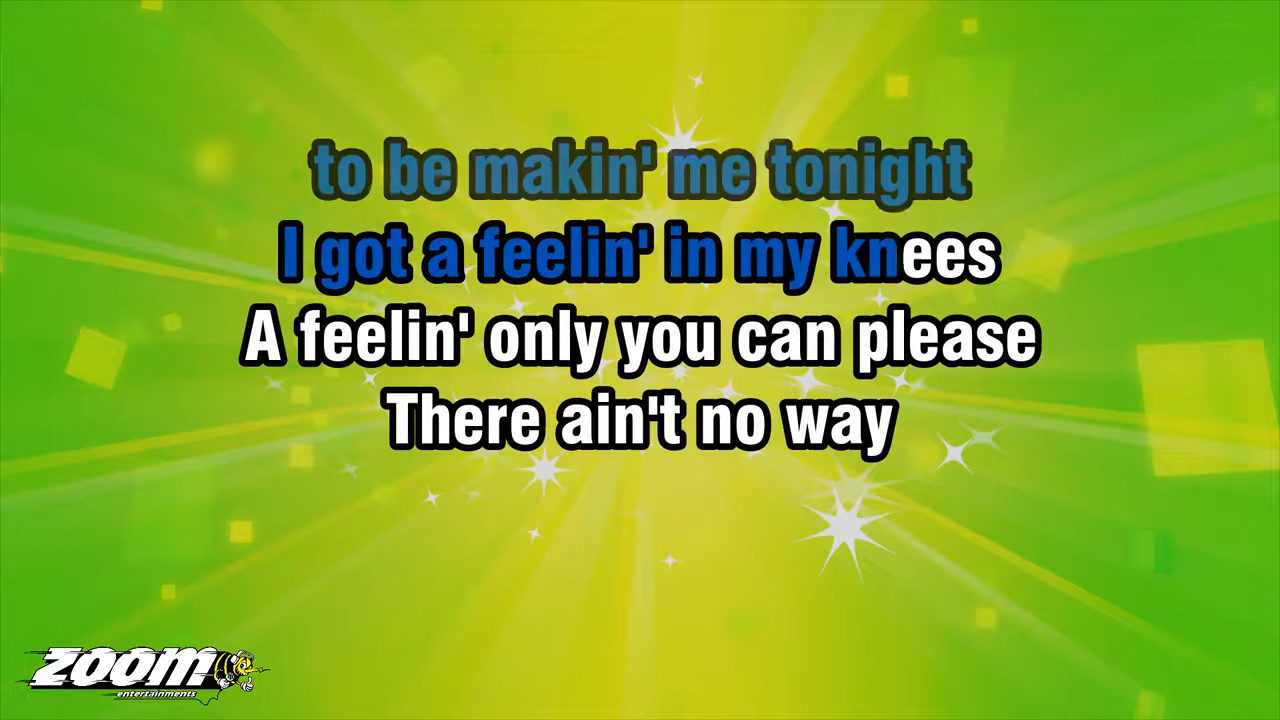 to be makin' me tonight
I got a feelin' in my knees
A feelin' only you can please
There ain't no way
ZOOM
entertainments